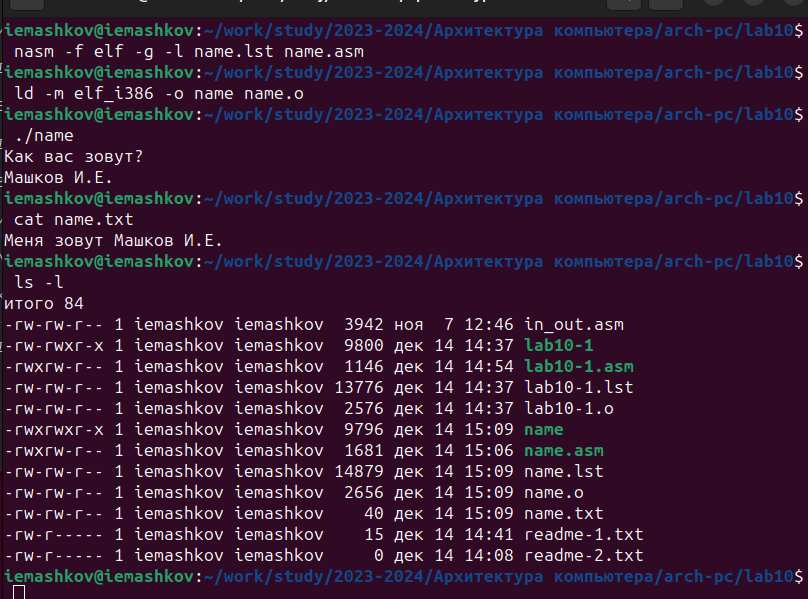 iemashkov@iemashkov:~/work/study/2023-2024/Архитектура компьютера/arch-pc/lab10$
nasm -f elf -g -l name.lst name.asm
iemashkov@iemashkov:~/work/study/2023-2024/Архитектура компьютера/arch-pc/lab10$
ld -m elf_i386 -o name name.o
iemashkov@iemashkov:~/work/study/2023-2024/Архитектура компьютера/arch-pc/lab10$
./name
Как вас зовут?
Машков И.Е.
iemashkov@iemashkov:~/work/study/2023-2024/Архитектура компьютера/arch-pc/lab10$
cat name.txt
Меня зовут Машков И.Е.
iemashkov@iemashkov:~/work/study/2023-2024/Архитектура компьютера/arch-pc/lab10$
ls -l
итого 84
-rw-rw-r-- 1 iemashkov iemashkov  3942 ноя  7 12:46 in_out.asm
-rw-rwxr-x 1 iemashkov iemashkov  9800 дек 14 14:37 lab10-1
-rwxrw-r-- 1 iemashkov iemashkov  1146 дек 14 14:54 lab10-1.asm
-rw-rw-r-- 1 iemashkov iemashkov 13776 дек 14 14:37 lab10-1.lst
-rw-rw-r-- 1 iemashkov iemashkov  2576 дек 14 14:37 lab10-1.o
-rwxrwxr-x 1 iemashkov iemashkov  9796 дек 14 15:09 name
-rwxrw-r-- 1 iemashkov iemashkov  1681 дек 14 15:06 name.asm
-rw-rw-r-- 1 iemashkov iemashkov 14879 дек 14 15:09 name.lst
-rw-rw-r-- 1 iemashkov iemashkov  2656 дек 14 15:09 name.o
-rw-rw-r-- 1 iemashkov iemashkov    40 дек 14 15:09 name.txt
-rw-r----- 1 iemashkov iemashkov    15 дек 14 14:41 readme-1.txt
-rw-r----- 1 iemashkov iemashkov     0 дек 14 14:08 readme-2.txt
iemashkov@iemashkov:~/work/study/2023-2024/Архитектура компьютера/arch-pc/lab10$